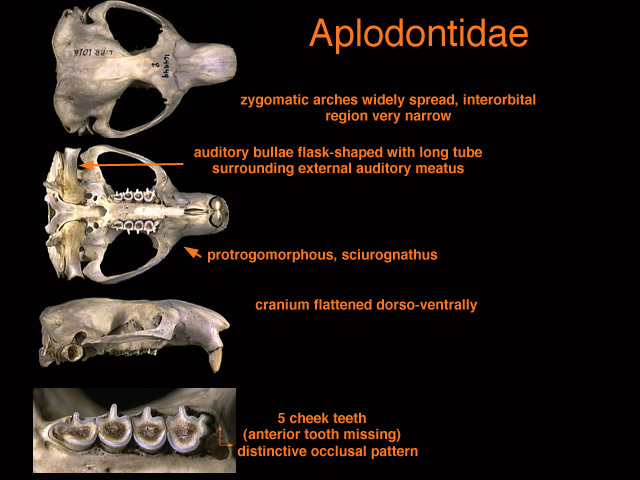 Aplodontidae
zygomatic arches widely spread, interorbital
region very narrow
auditory bullae flask-shaped with long tube
surrounding external auditory meatus
protrogomorphous, sciurognathus
cranium flattened dorso-ventrally
5 cheek teeth
(anterior tooth missing)
distinctive occlusal pattern